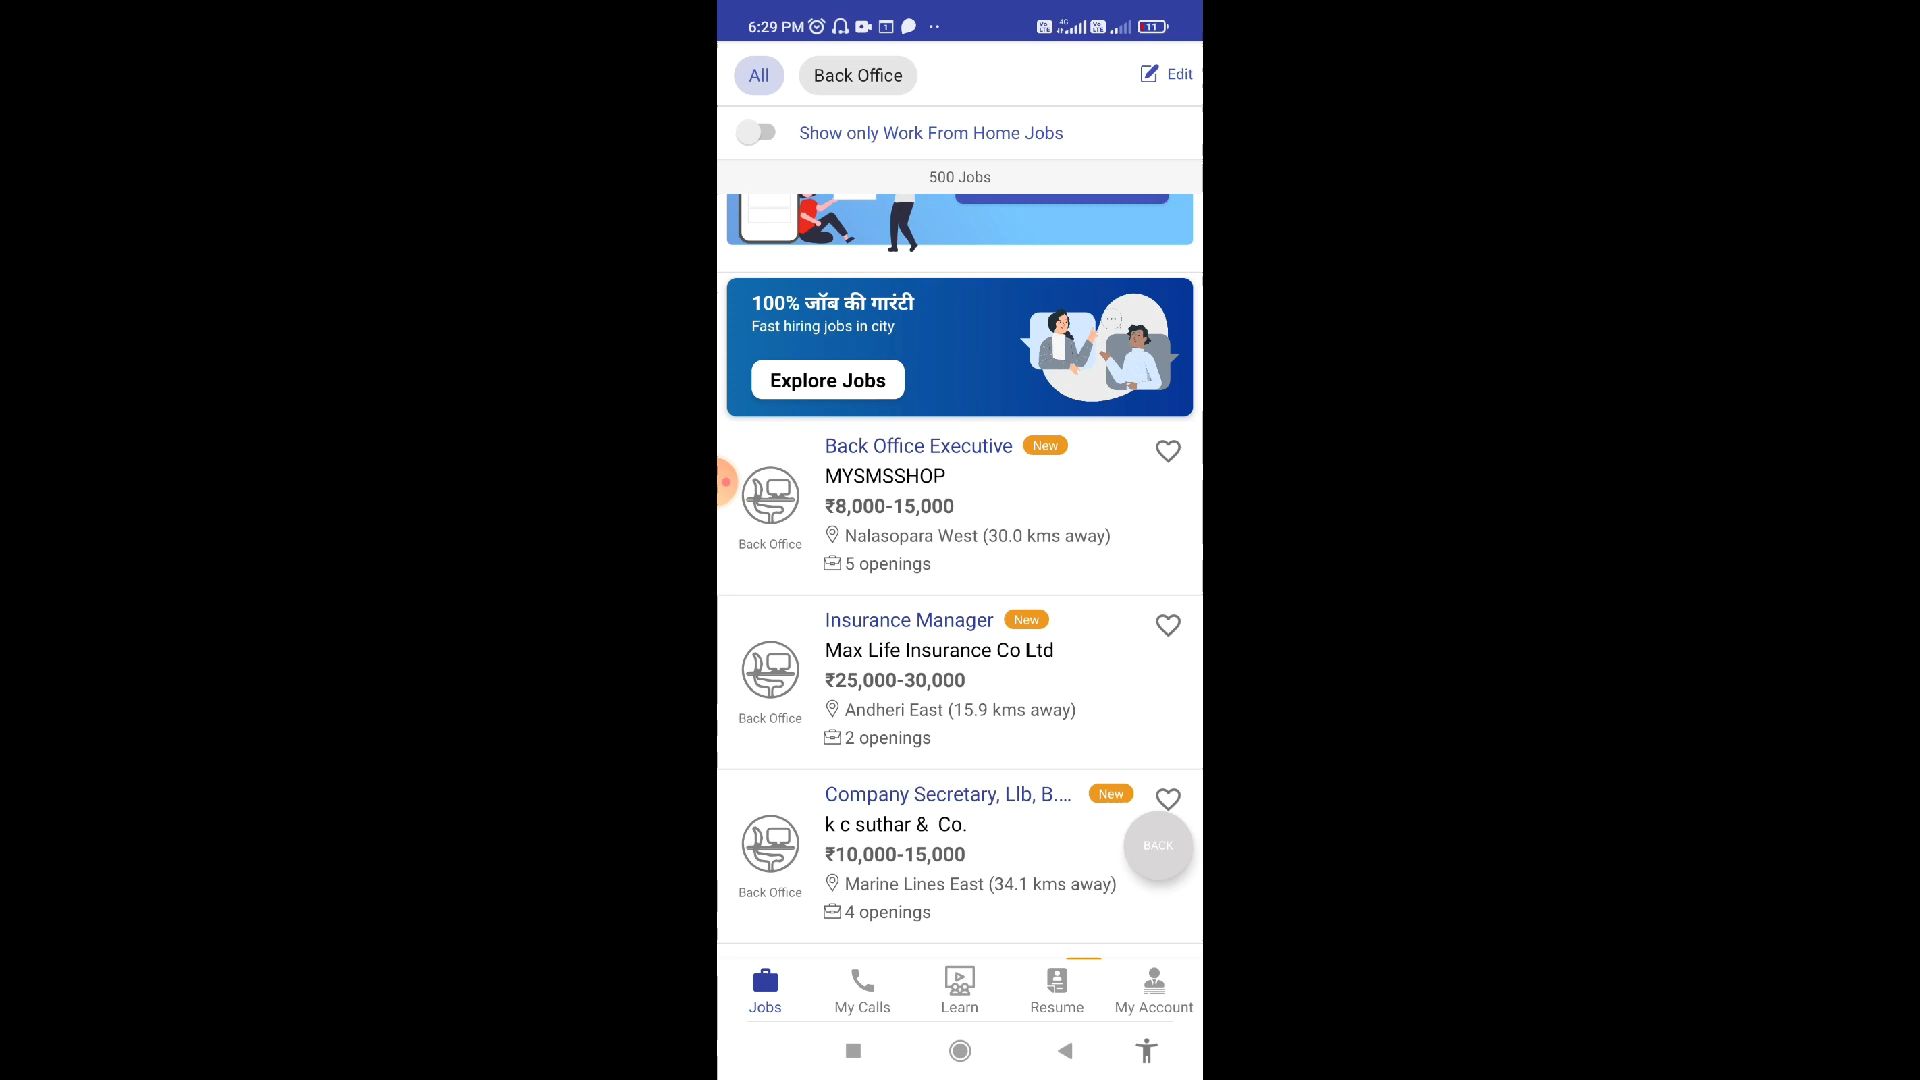 6:29 PM
11
All
Back Office
Edit
Show only Work From Home Jobs
500 Jobs
100% जॉब की गारंटी
Fast hiring jobs in city
Explore Jobs
Back Office Executive New
MYSMSSHOP
₹8,000-15,000
Nalasopara West (30.0 kms away)
Back Office
5 openings
Insurance Manager New
Max Life Insurance Co Ltd
₹25,000-30,000
Andheri East (15.9 kms away)
Back Office
2 openings
Company Secretary, Llb, B.... New
k c suthar & Co.
₹10,000-15,000
BACK
Marine Lines East (34.1 kms away)
Back Office
4 openings
Jobs
My Calls
Learn
Resume
My Account